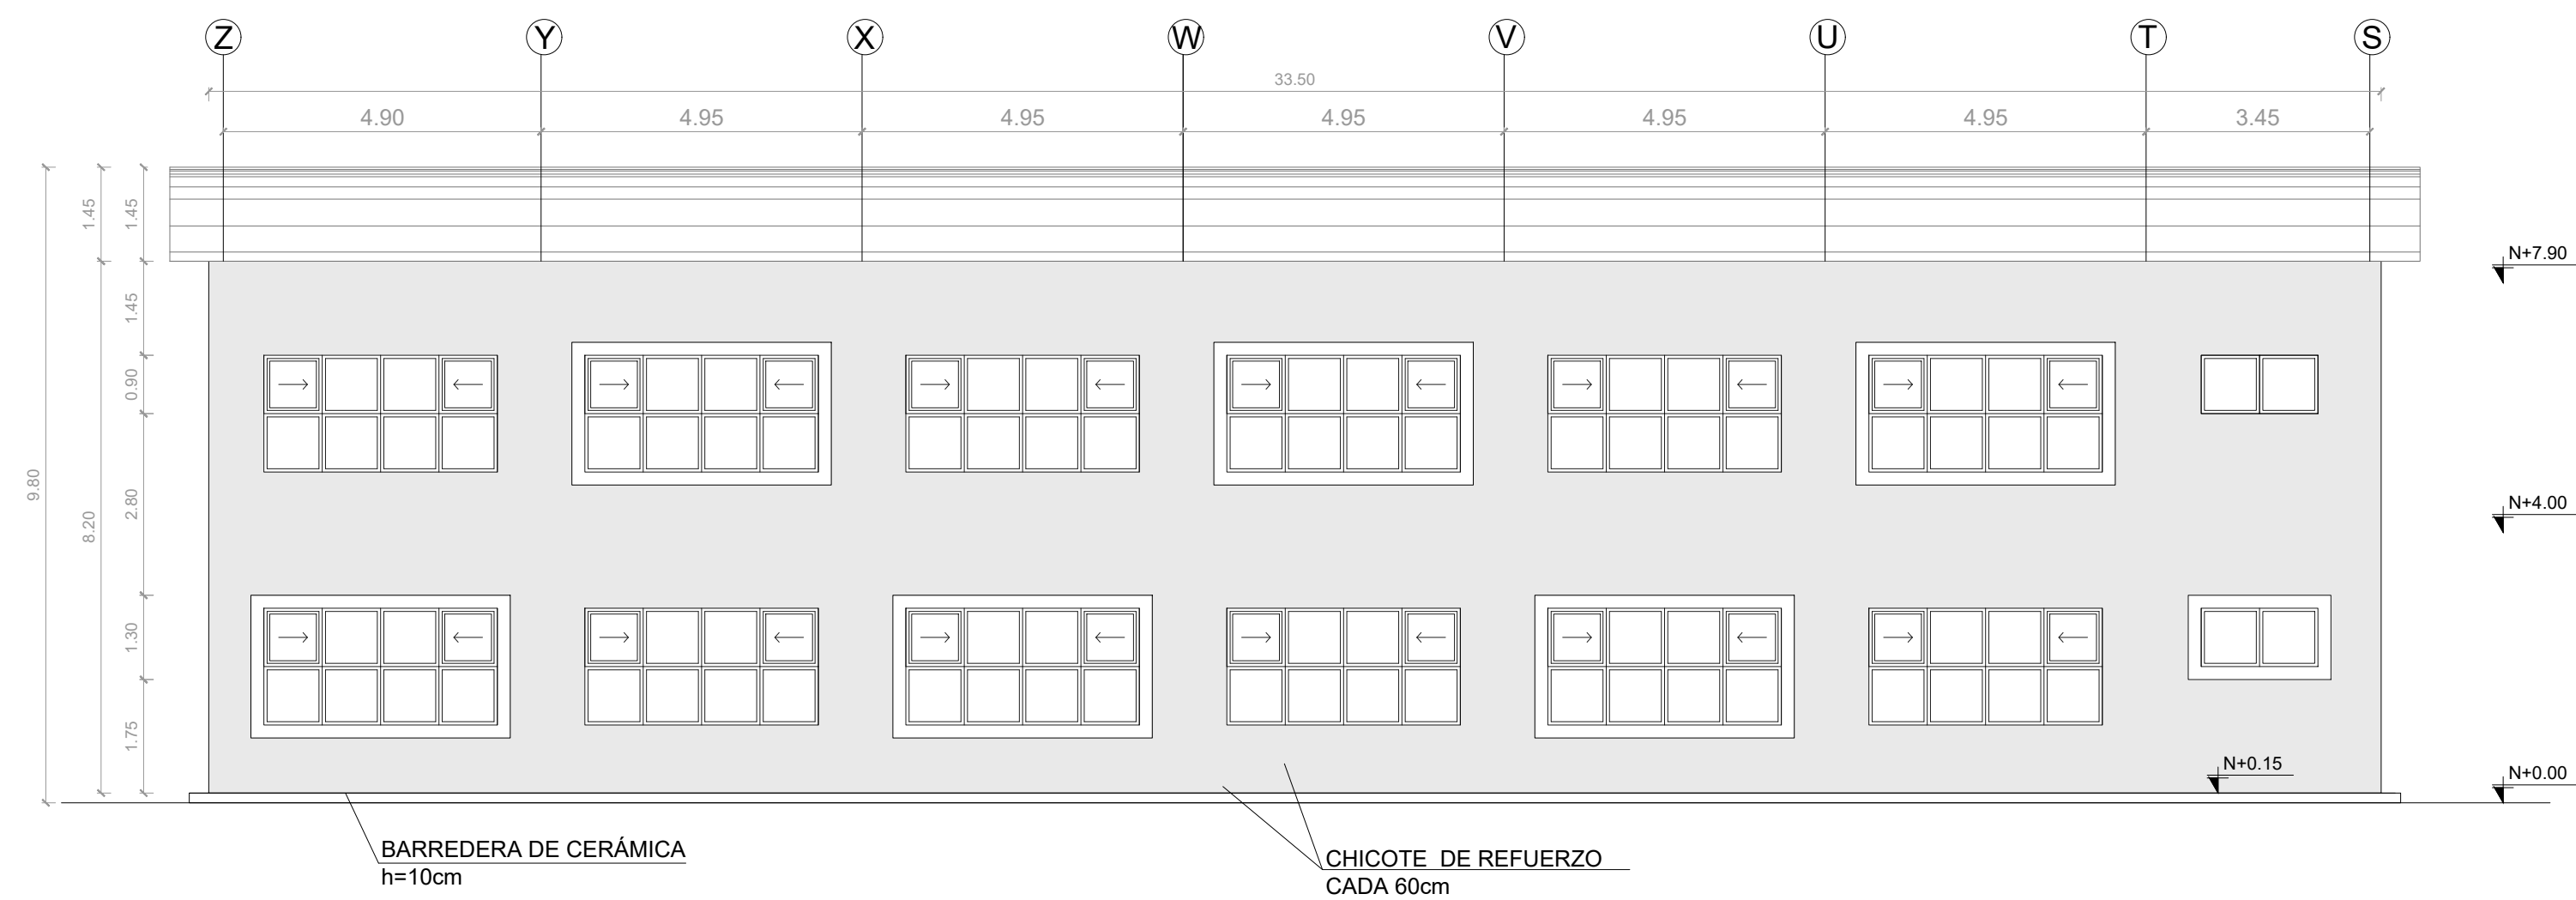 Z Y X W V U T S
33.50
4.90 4.95 4.95 4.95 4.95 4.95 3.45
1.45 1.45
N+7.90
1.45
0.90
9.80 8.20 2.80
N+4.00
1.30
1.75
N+0.15
N+0.00
BARREDERA DE CERÁMICA
h=10cm
CHICOTE DE REFUERZO
CADA 60cm